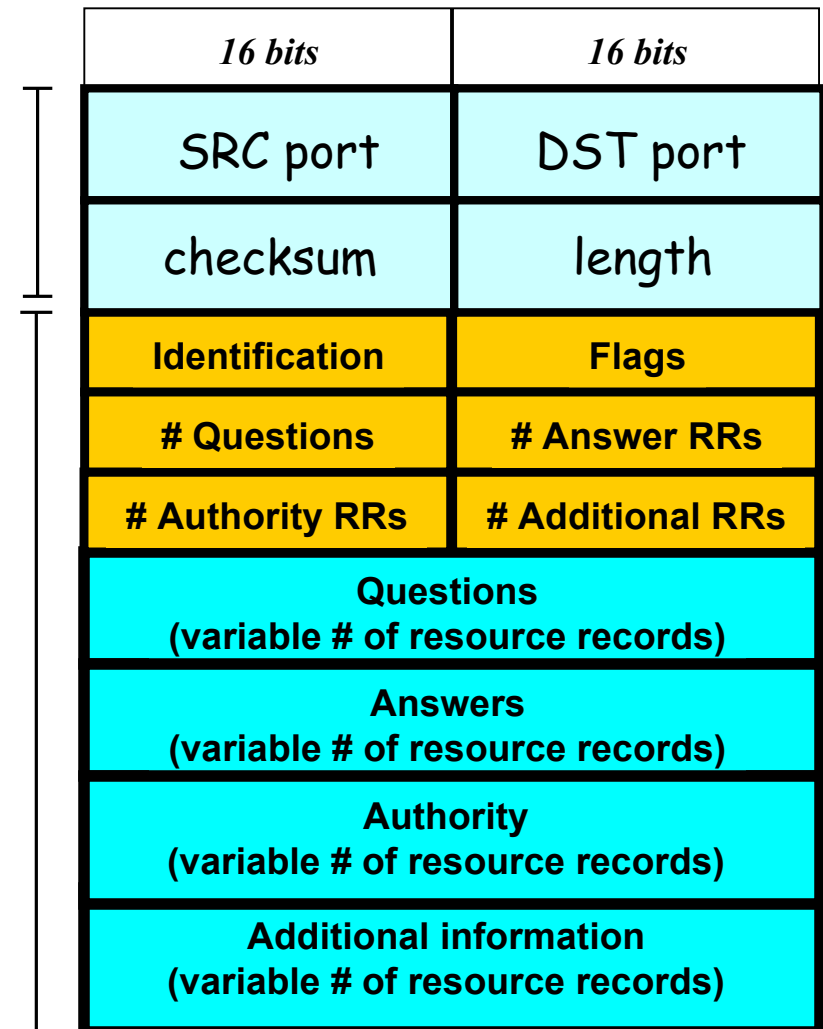 16 bits 16 bits
SRC port DST port
checksum length
Identification Flags
# Questions # Answer RRs
# Authority RRs # Additional RRs
Questions
(variable # of resource records)
Answers
(variable # of resource records)
Authority
(variable # of resource records)
Additional information
(variable # of resource records)